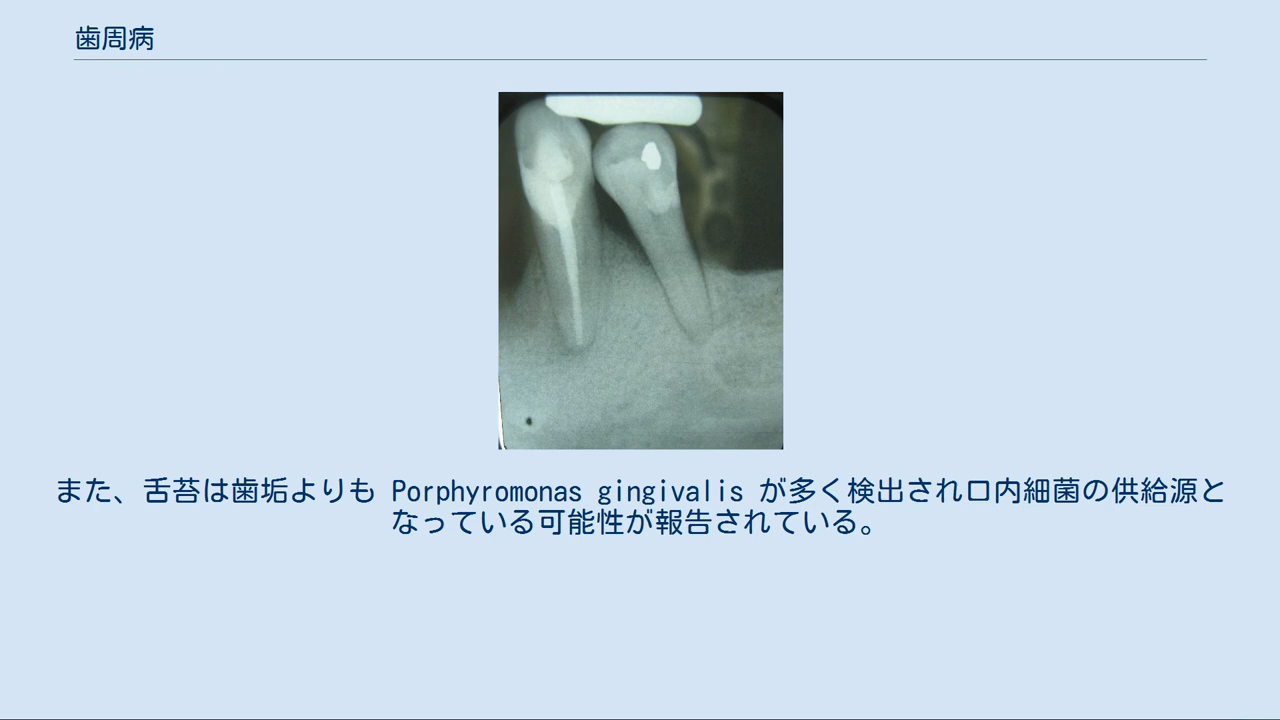 歯周病
また、舌苔は歯垢よりも Porphyromonas gingivalis が多く検出され口内細菌の供給源と
なっている可能性が報告されている。